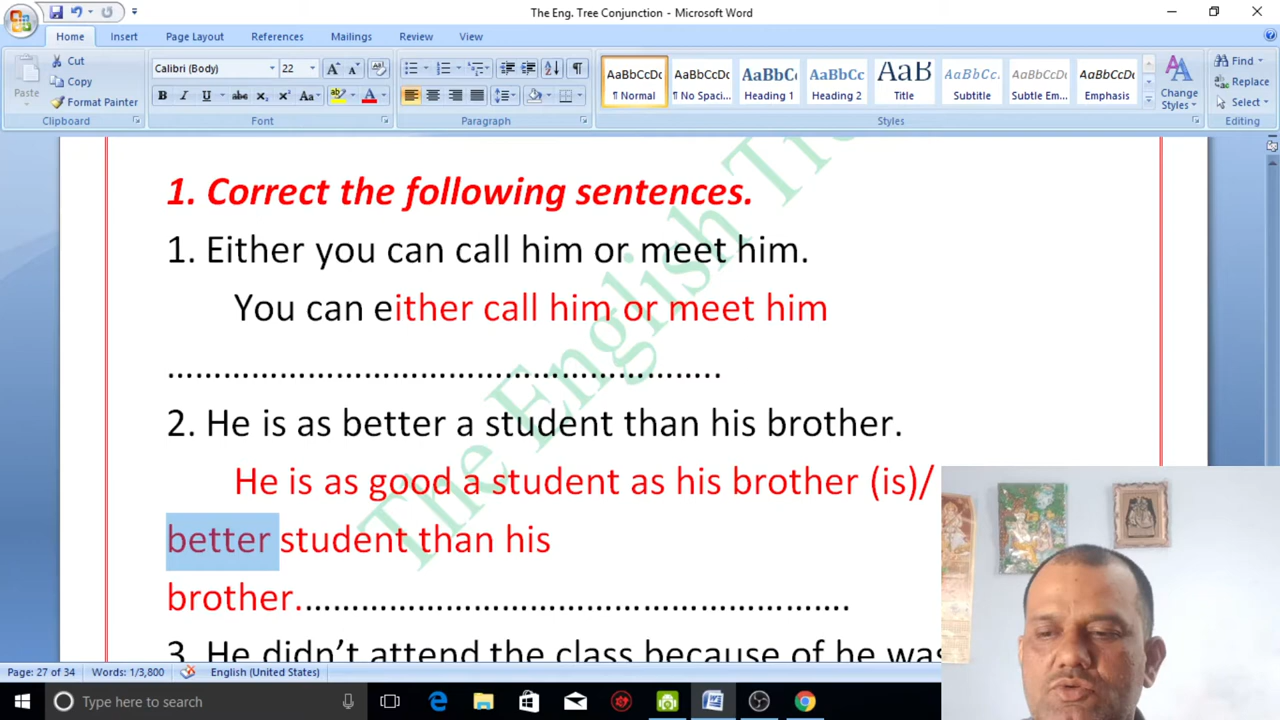 The Eng. Tree Conjunction - Microsoft Word
Home Insert Page Layout References Mailings Review View
Paste
Cut
Copy
Format Painter
Clipboard
Calibri (Body) 22
Font
Paragraph
AaBbCcDc AaBbCcDc AaBbCc AaBbCc AaB AaBbCc AaBbCcDc AaBbCcDc
¶ Normal ¶ No Spaci... Heading 1 Heading 2 Title Subtitle Subtle Em... Emphasis
Change Styles
Styles
Find
Replace
Select
Editing
The English Tre
1. Correct the following sentences.
1. Either you can call him or meet him.
You can either call him or meet him
……………………………………………………..
2. He is as better a student than his brother.
He is as good a student as his brother (is)/
better student than his
brother.…………………………………………………….
3. He didn’t attend the class because of he was
Page: 27 of 34 Words: 1/3,800 English (United States)
Type here to search